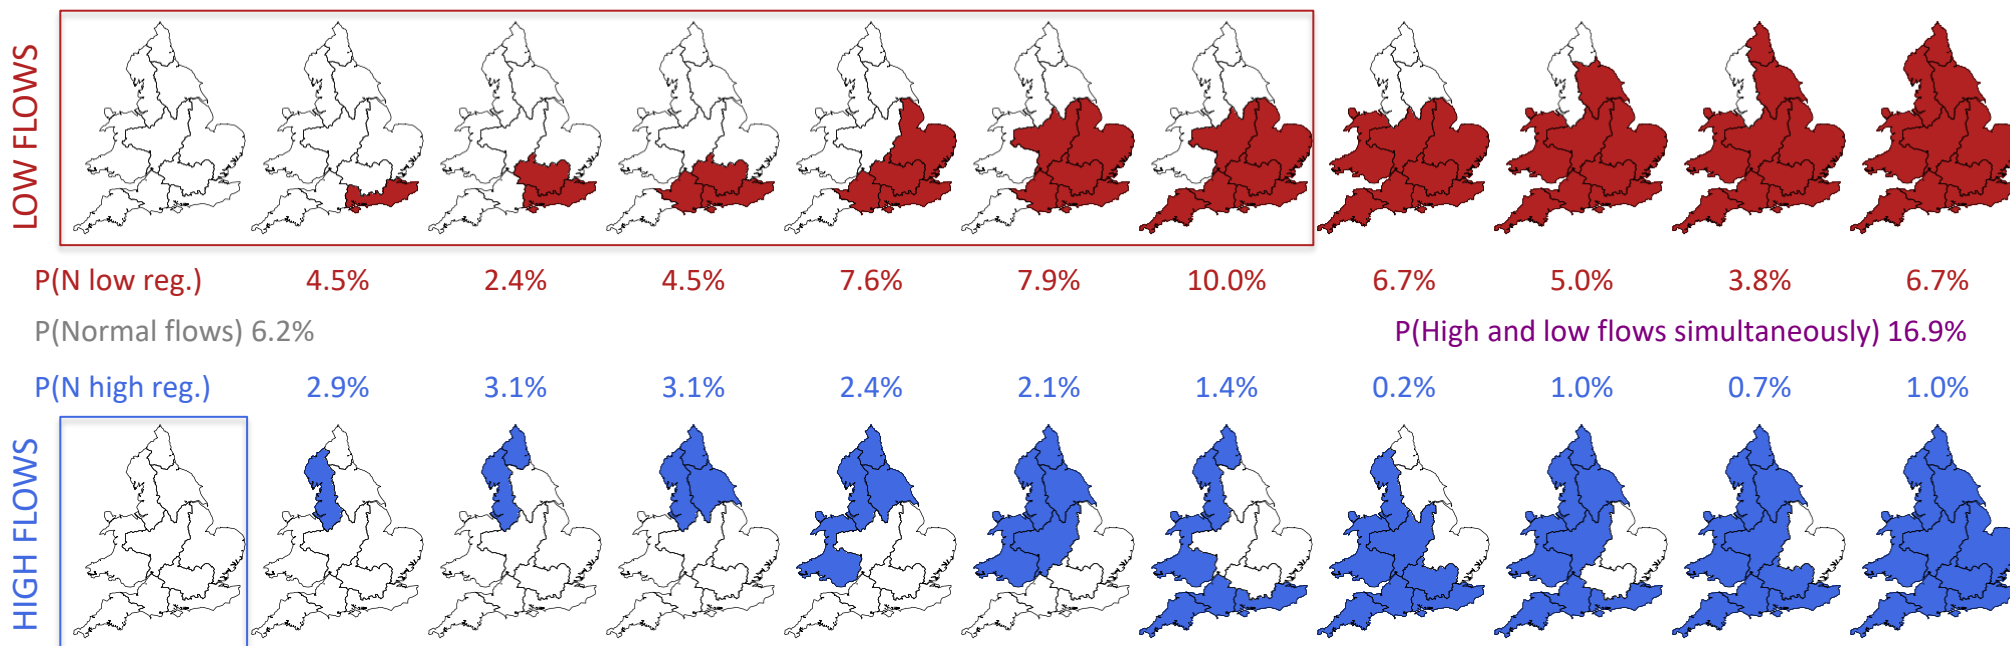 LOW FLOWS
P(N low reg.) 4.5% 2.4% 4.5% 7.6% 7.9% 10.0% 6.7% 5.0% 3.8% 6.7%
P(Normal flows) 6.2% P(High and low flows simultaneously) 16.9%
P(N high reg.) 2.9% 3.1% 3.1% 2.4% 2.1% 1.4% 0.2% 1.0% 0.7% 1.0%
HIGH FLOWS